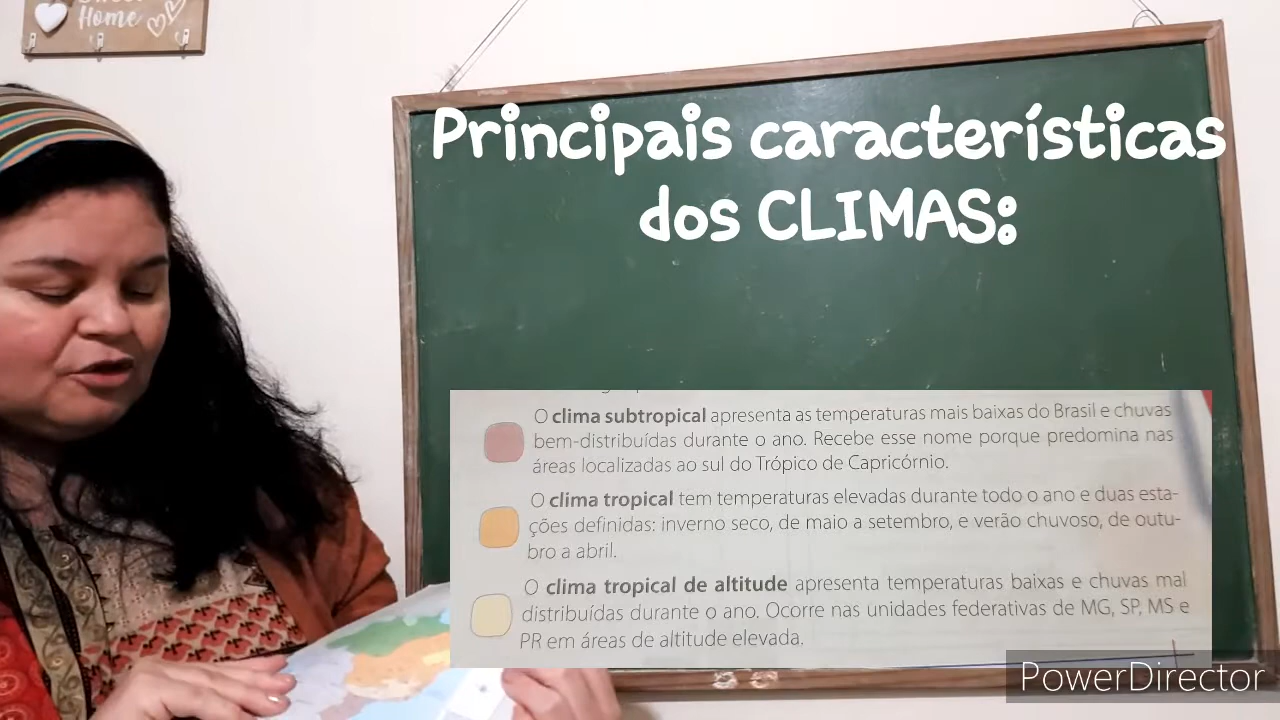 Home
Principais características
dos CLIMAS:
O clima subtropical apresenta as temperaturas mais baixas do Brasil e chuvas
bem-distribuídas durante o ano. Recebe esse nome porque predomina nas
áreas localizadas ao sul do Trópico de Capricórnio.
O clima tropical tem temperaturas elevadas durante todo o ano e duas esta-
ções definidas: inverno seco, de maio a setembro, e verão chuvoso, de outu-
bro a abril.
O clima tropical de altitude apresenta temperaturas baixas e chuvas mal
distribuídas durante o ano. Ocorre nas unidades federativas de MG, SP, MS e
PR em áreas de altitude elevada.
PowerDirector